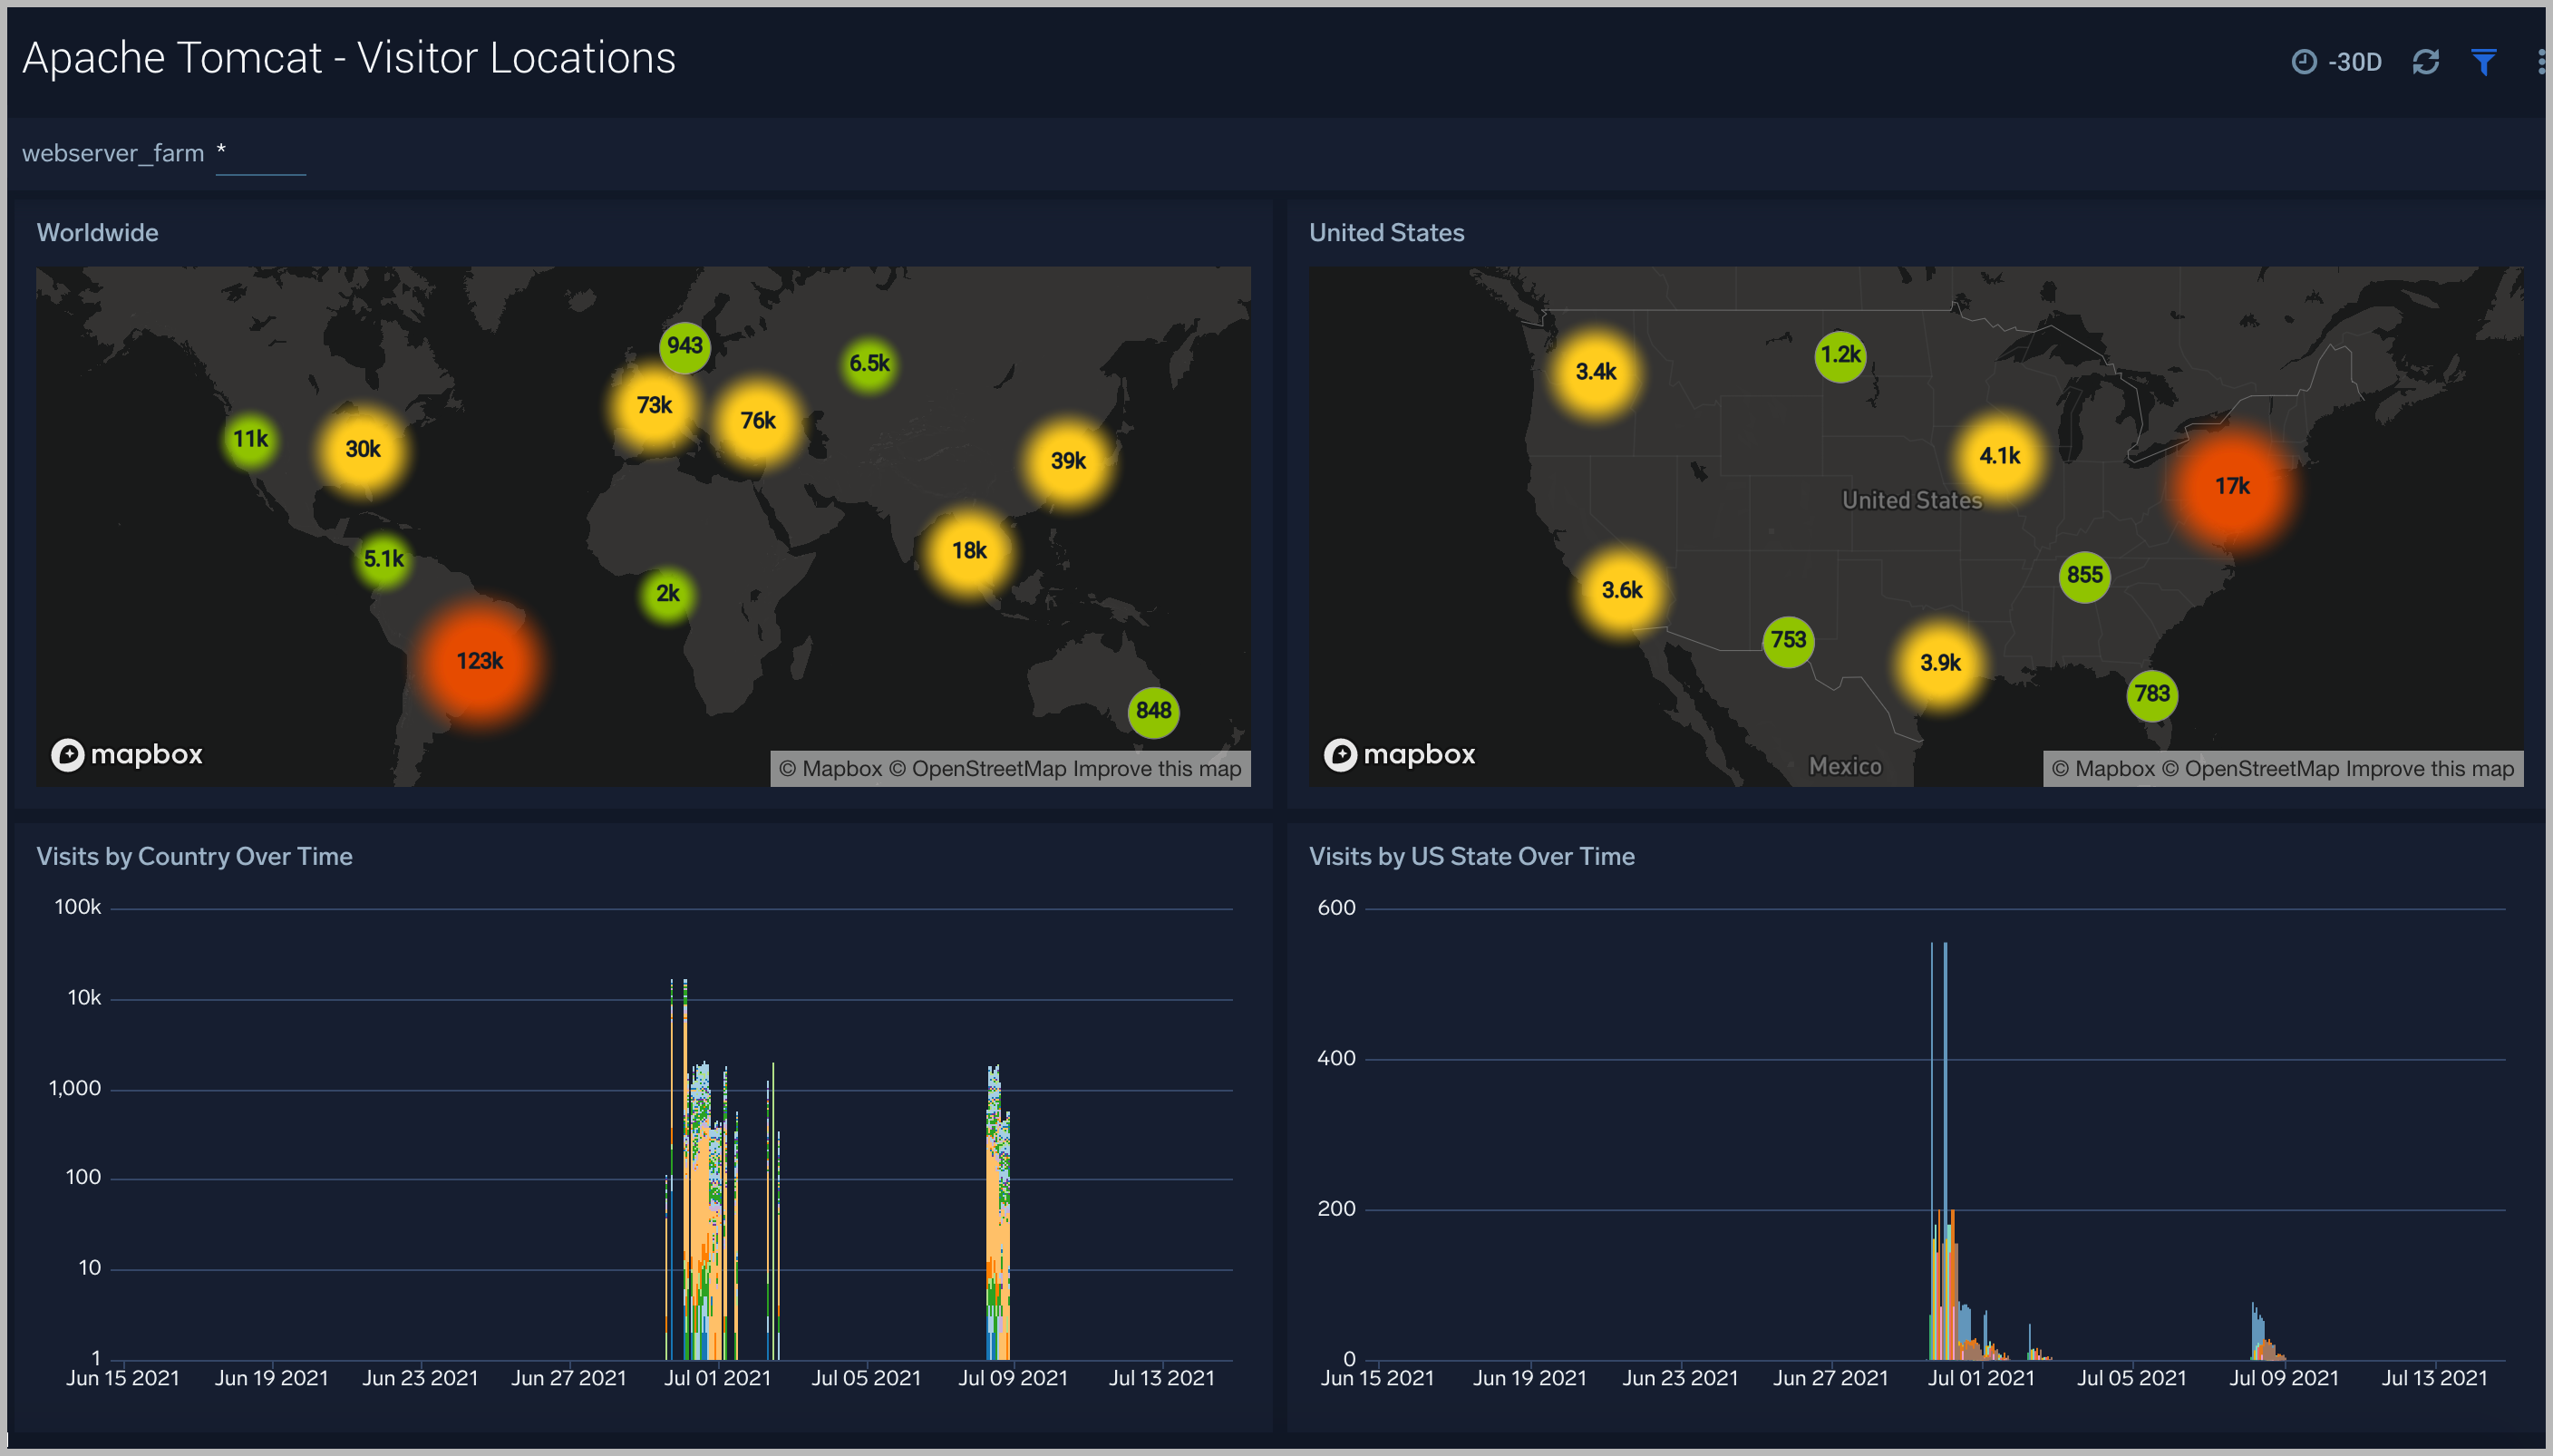 Apache Tomcat - Visitor Locations
-30D
webserver_farm *
Worldwide
943
6.5k
73k
76k
11k
30k
39k
18k
5.1k
2k
123k
848
mapbox
© Mapbox © OpenStreetMap Improve this map
United States
1.2k
3.4k
4.1k
17k
United States
855
3.6k
753
3.9k
783
Mexico
mapbox
© Mapbox © OpenStreetMap Improve this map
Visits by Country Over Time
100k
10k
1,000
100
10
1
Jun 15 2021 Jun 19 2021 Jun 23 2021 Jun 27 2021 Jul 01 2021 Jul 05 2021 Jul 09 2021 Jul 13 2021
Visits by US State Over Time
600
400
200
0
Jun 15 2021 Jun 19 2021 Jun 23 2021 Jun 27 2021 Jul 01 2021 Jul 05 2021 Jul 09 2021 Jul 13 2021